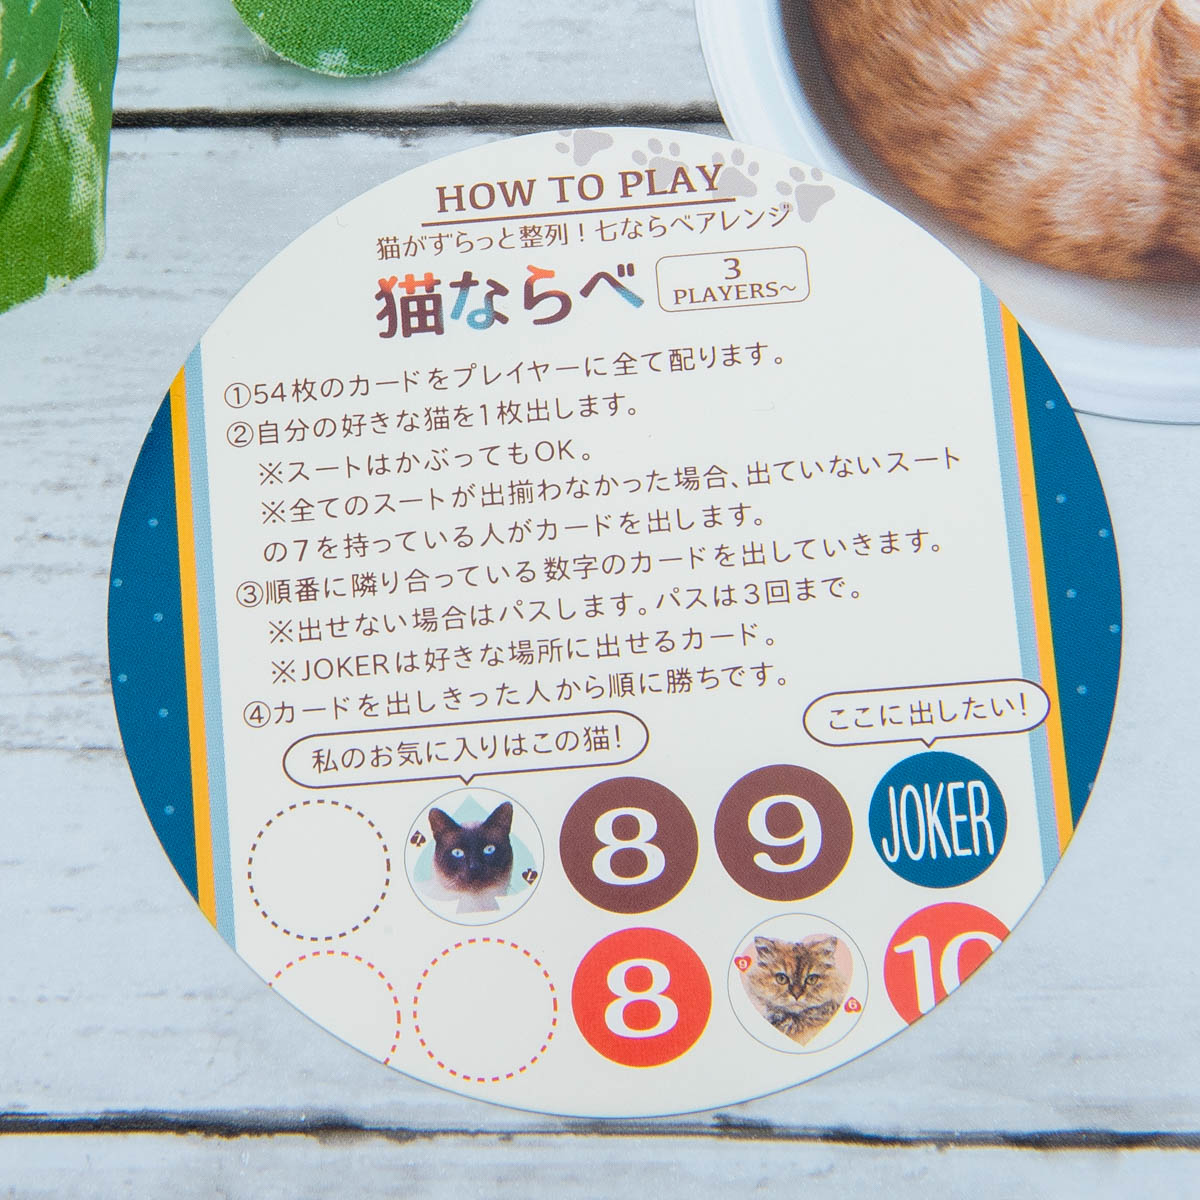 HOW TO PLAY
猫がずらっと整列！七ならべアレンジ
猫ならべ
3
PLAYERS～
①54枚のカードをプレイヤーに全て配ります。
②自分の好きな猫を1枚出します。
※スートはかぶってもOK。
※全てのスートが出揃わなかった場合、出ていないスート
の7を持っている人がカードを出します。
③順番に隣り合っている数字のカードを出していきます。
※出せない場合はパスします。パスは3回まで。
※JOKERは好きな場所に出せるカード。
④カードを出しきった人から順に勝ちです。
私のお気に入りはこの猫！
ここに出したい！
7
7
8
9
JOKER
8
9
9
10